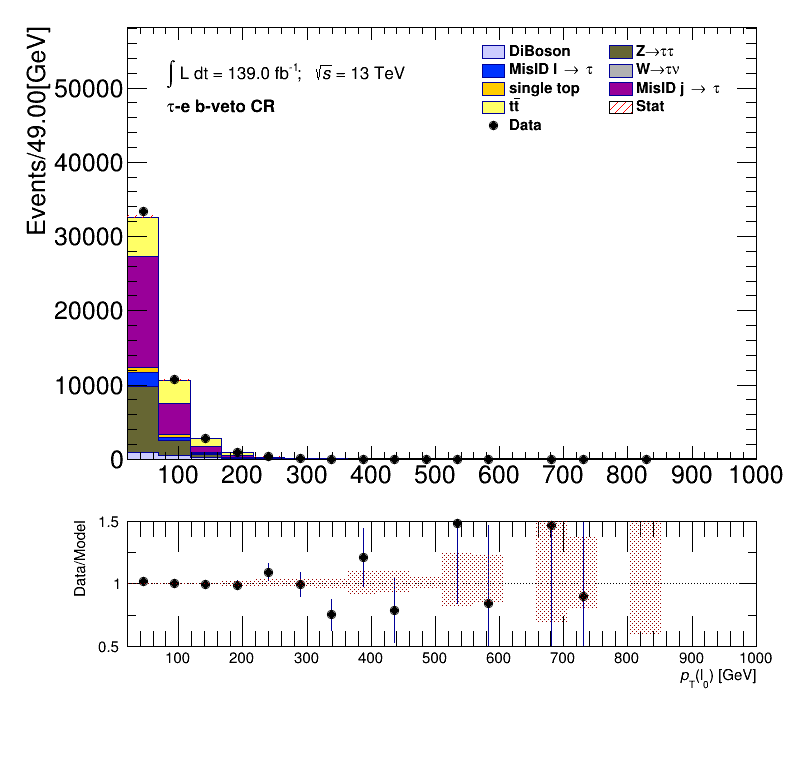 Events/49.00[GeV]
∫ L dt = 139.0 fb⁻¹; √s = 13 TeV
τ-e b-veto CR
DiBoson
MisID l → τ
single top
tt̄
Data
Z→ττ
W→τν
MisID j → τ
Stat
50000
40000
30000
20000
10000
0
100 200 300 400 500 600 700 800 900 1000
Data/Model
1.5
1
0.5
100 200 300 400 500 600 700 800 900 1000
p_T(l_0) [GeV]